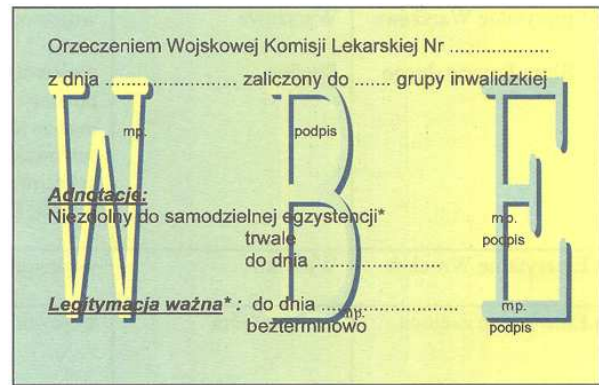 Orzeczeniem Wojskowej Komisji Lekarskiej Nr ...................
z dnia ......................... zaliczony do ....... grupy inwalidzkiej
mp. podpis
W B E
Adnotacje:
Niezdolny do samodzielnej egzystencji*
trwale
do dnia ........................
mp.
podpis
Legitymacja ważna* : do dnia ..........................
bezterminowo
mp.
mp.
podpis